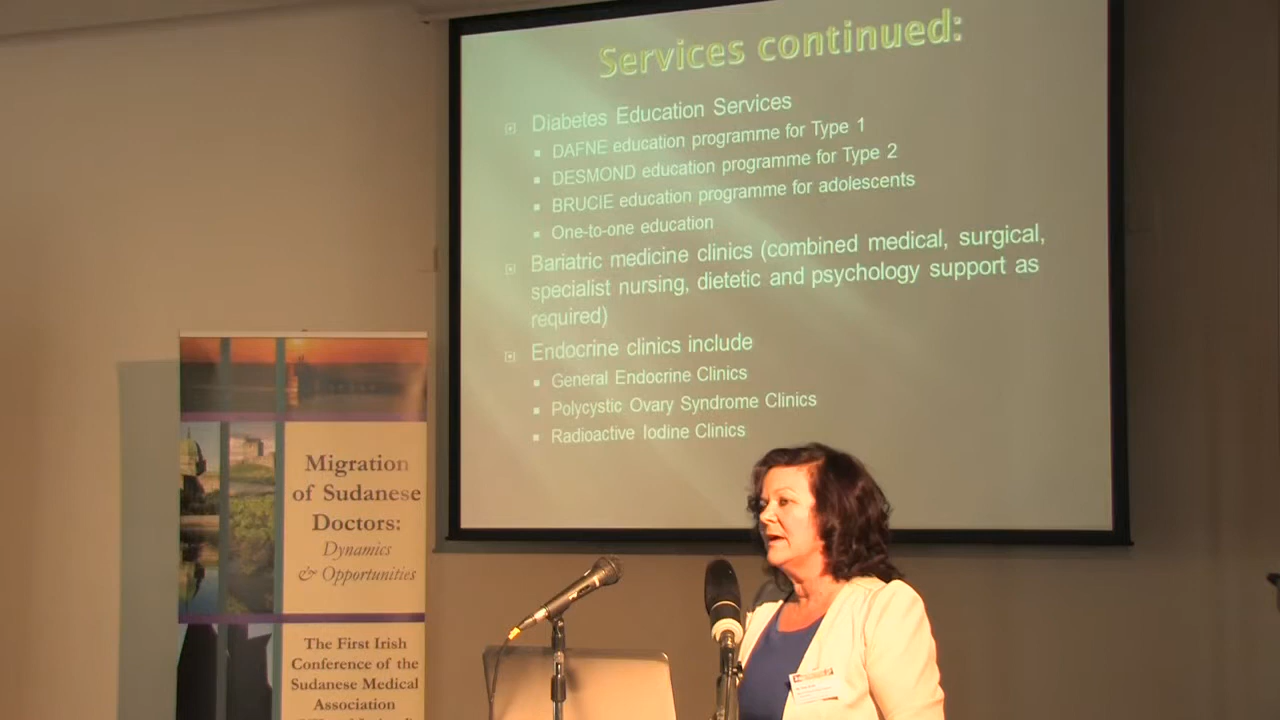 Services continued:
Diabetes Education Services
DAFNE education programme for Type 1
DESMOND education programme for Type 2
BRUCIE education programme for adolescents
One-to-one education
Bariatric medicine clinics (combined medical, surgical,
specialist nursing, dietetic and psychology support as
required)
Endocrine clinics include
General Endocrine Clinics
Polycystic Ovary Syndrome Clinics
Radioactive Iodine Clinics
Migration
of Sudanese
Doctors:
Dynamics
& Opportunities
The First Irish
Conference of the
Sudanese Medical
Association